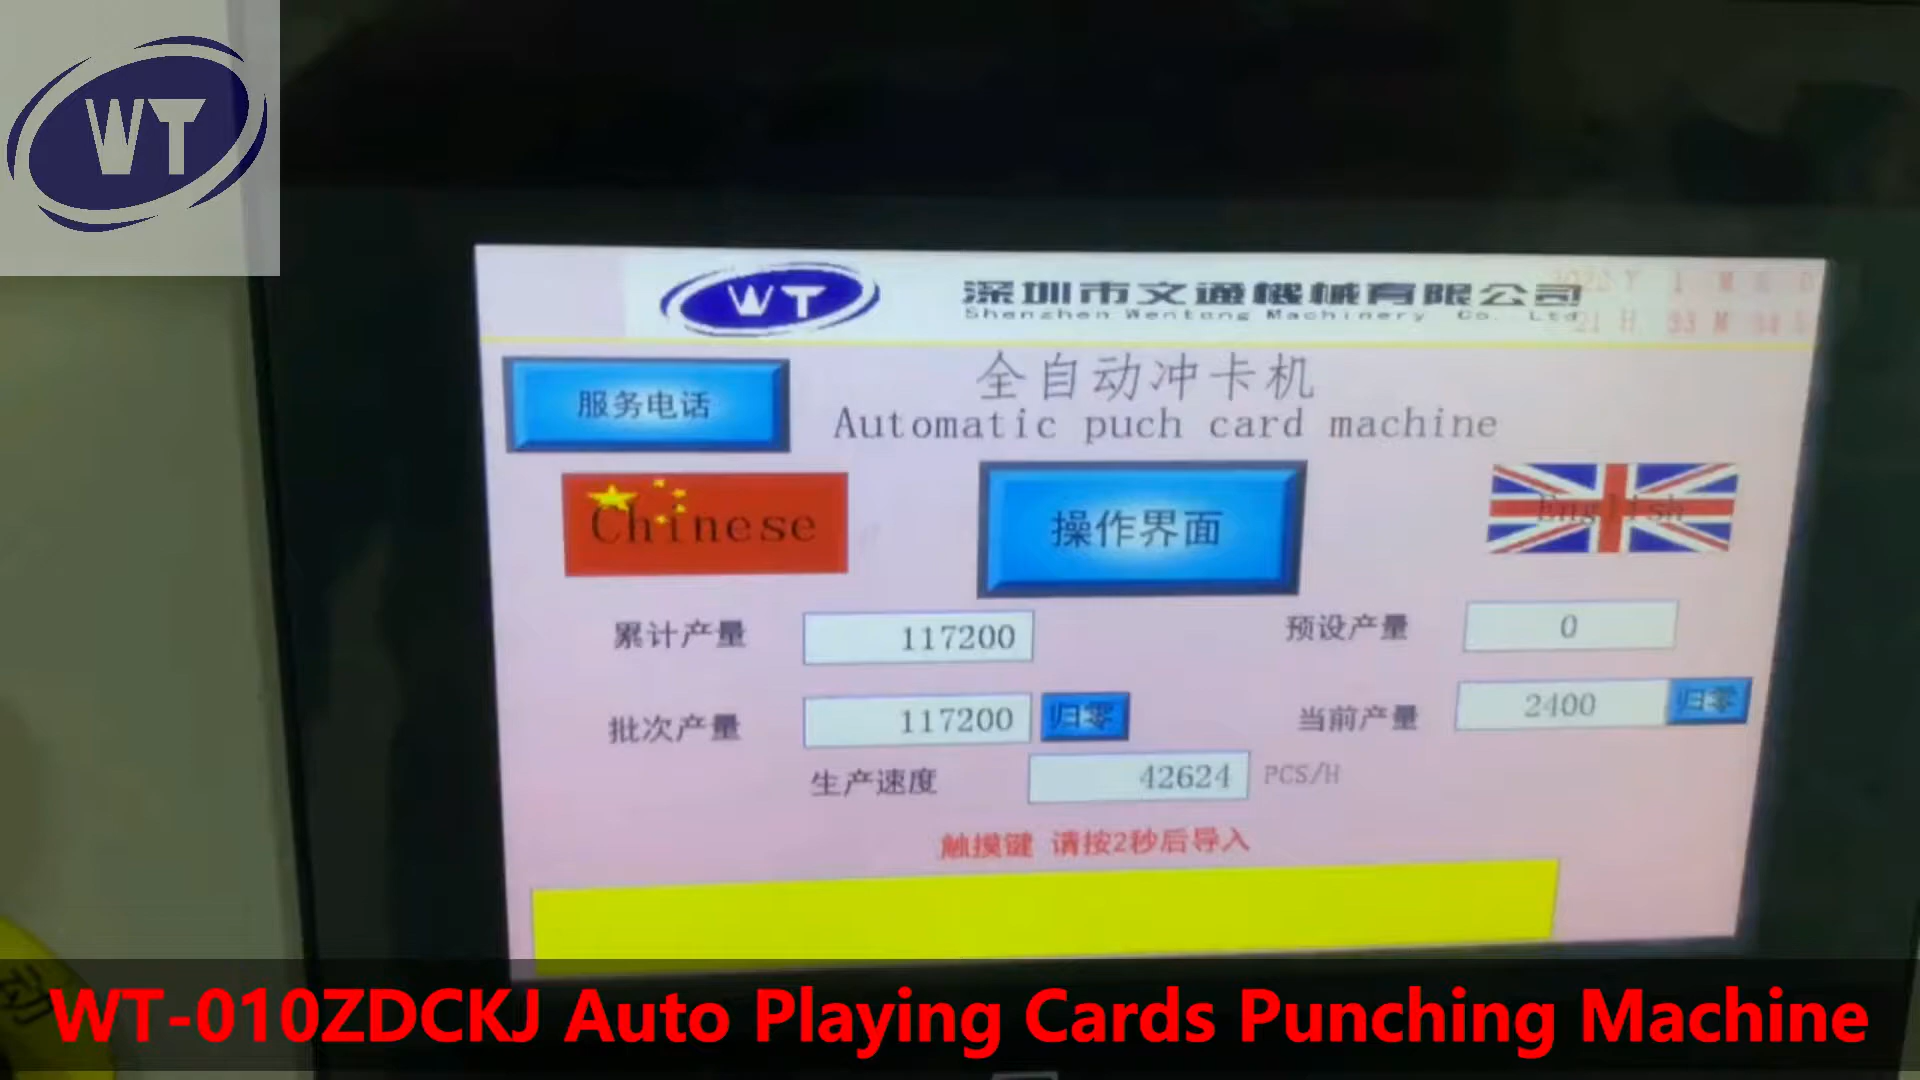 WT
WT
深圳市文通機械有限公司
Shenzhen Wentong Machinery Co. Ltd
服务电话
全自动冲卡机
Automatic puch card machine
Chinese
操作界面
English
累计产量 117200
预设产量 0
批次产量 117200 归零
当前产量 2400 归零
生产速度 42624 PCS/H
触摸键 请按2秒后导入
动
WT-010ZDCKJ Auto Playing Cards Punching Machine